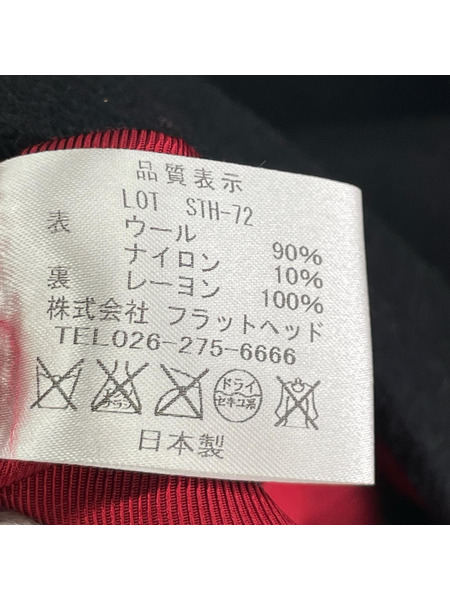 品質表示
LOT STH-72
表 ウール 90%
ナイロン 10%
裏 レーヨン 100%
株式会社 フラットヘッド
TEL026-275-6666
ドライ
セキユ系
日本製